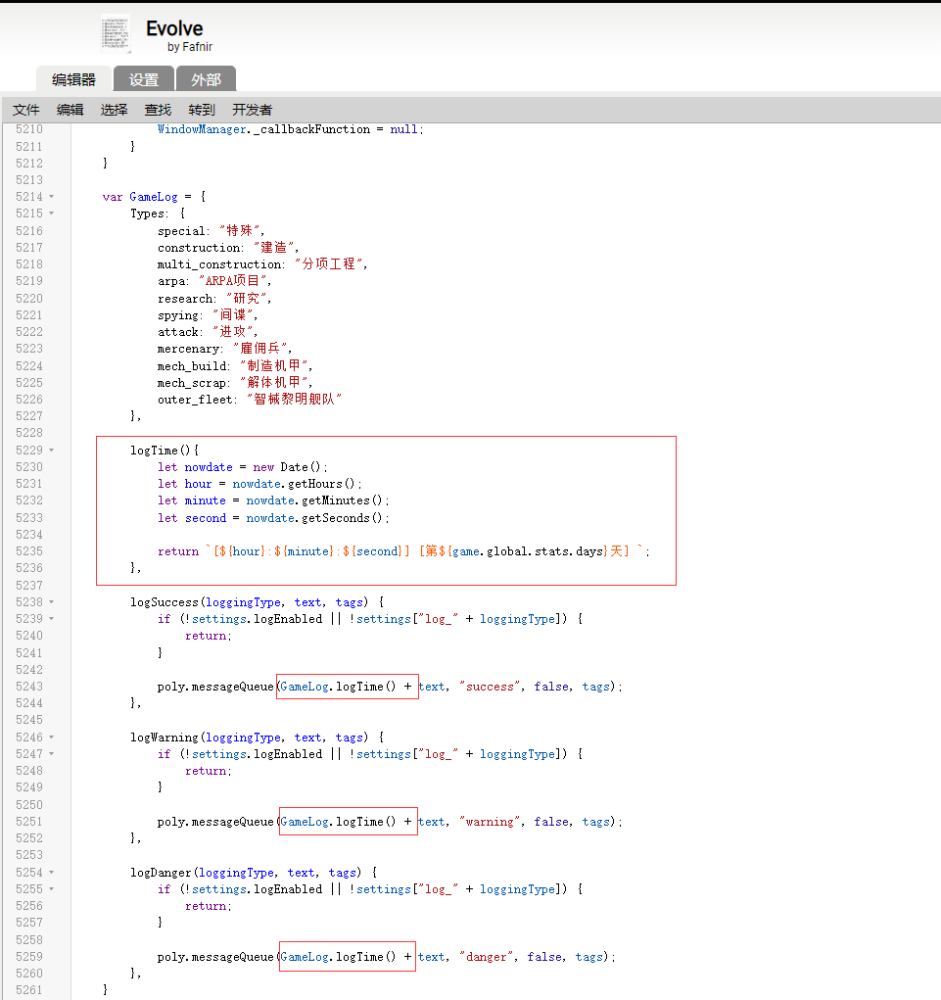 Evolve
by Fafnir
编辑器 设置 外部
文件 编辑 选择 查找 转到 开发者
5210 WindowManager._callbackFunction = null;
5211 }
5212 }
5213
5214 var GameLog = {
5215 Types: {
5216 special: "特殊",
5217 construction: "建造",
5218 multi_construction: "分项工程",
5219 arpa: "ARPA项目",
5220 research: "研究",
5221 spying: "间谍",
5222 attack: "进攻",
5223 mercenary: "雇佣兵",
5224 mech_build: "制造机甲",
5225 mech_scrap: "解体机甲",
5226 outer_fleet: "智械黎明舰队"
5227 },
5228
5229 logTime(){
5230 let nowdate = new Date();
5231 let hour = nowdate.getHours();
5232 let minute = nowdate.getMinutes();
5233 let second = nowdate.getSeconds();
5234
5235 return `[${hour}:${minute}:${second}] [第${game.global.stats.days}天] `;
5236 },
5237
5238 logSuccess(loggingType, text, tags) {
5239 if (!settings.logEnabled || !settings["log_" + loggingType]) {
5240 return;
5241 }
5242
5243 poly.messageQueue(GameLog.logTime() + text, "success", false, tags);
5244 },
5245
5246 logWarning(loggingType, text, tags) {
5247 if (!settings.logEnabled || !settings["log_" + loggingType]) {
5248 return;
5249 }
5250
5251 poly.messageQueue(GameLog.logTime() + text, "warning", false, tags);
5252 },
5253
5254 logDanger(loggingType, text, tags) {
5255 if (!settings.logEnabled || !settings["log_" + loggingType]) {
5256 return;
5257 }
5258
5259 poly.messageQueue(GameLog.logTime() + text, "danger", false, tags);
5260 },
5261 }